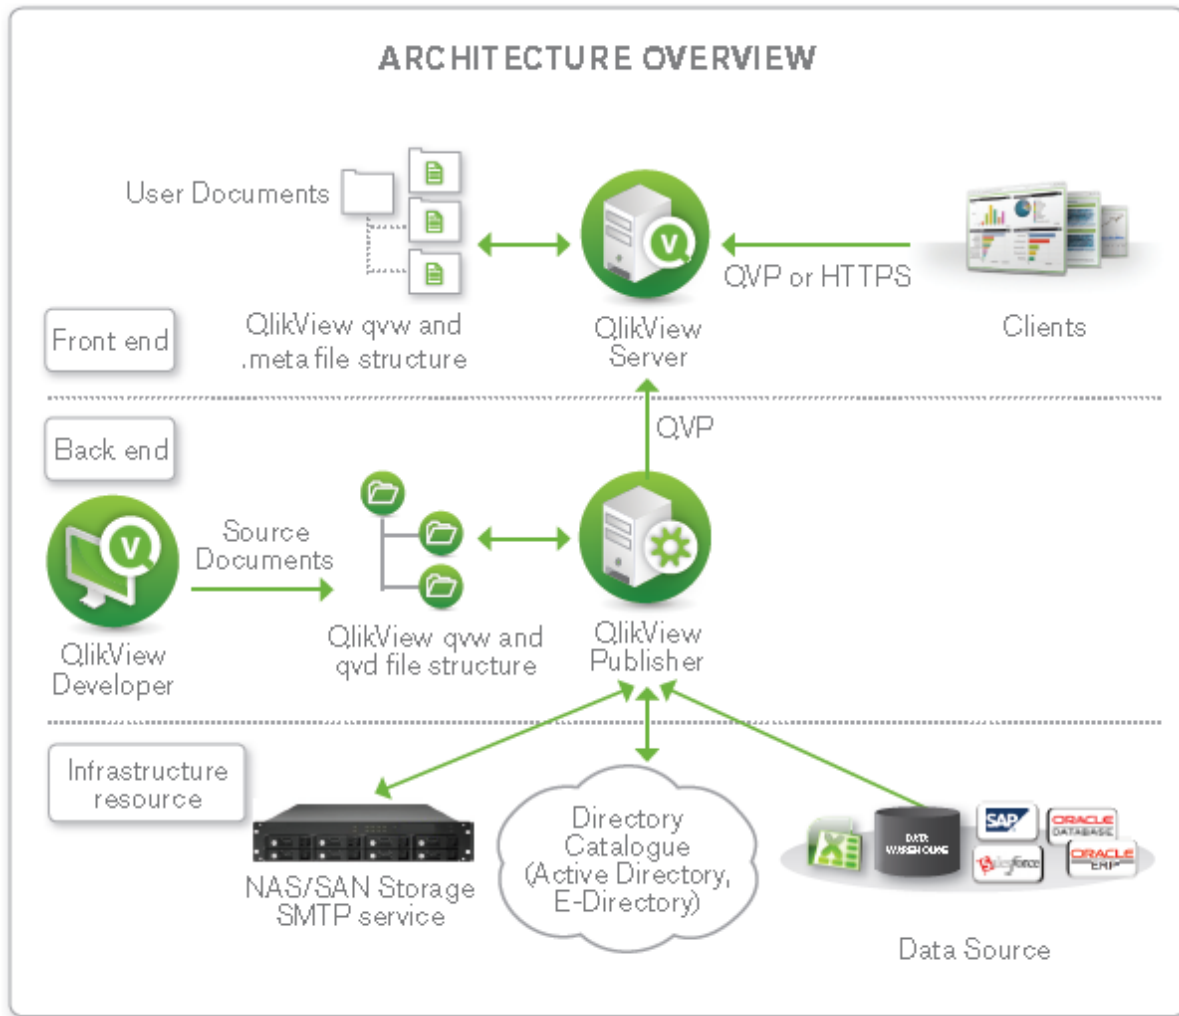 ARCHITECTURE OVERVIEW
User Documents
QlikView qvw and
.meta file structure
QlikView
Server
QVP or HTTPS
Clients
Front end
QVP
Back end
Source
Documents
QlikView
Developer
QlikView qvw and
qvd file structure
QlikView
Publisher
Infrastructure
resource
NAS/SAN Storage
SMTP service
Directory
Catalogue
(Active Directory,
E-Directory)
DATA
WAREHOUSE
SAP
ORACLE
DATABASE
salesforce
ORACLE
ERP
Data Source